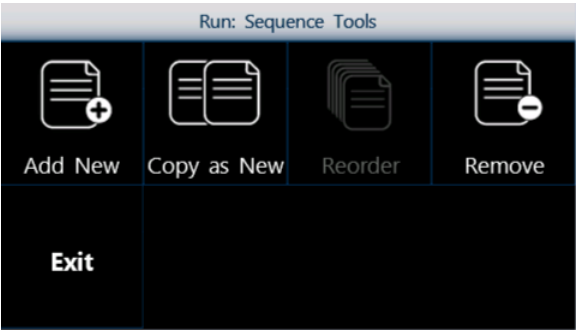 Run: Sequence Tools
Add New
Copy as New
Reorder
Remove
Exit